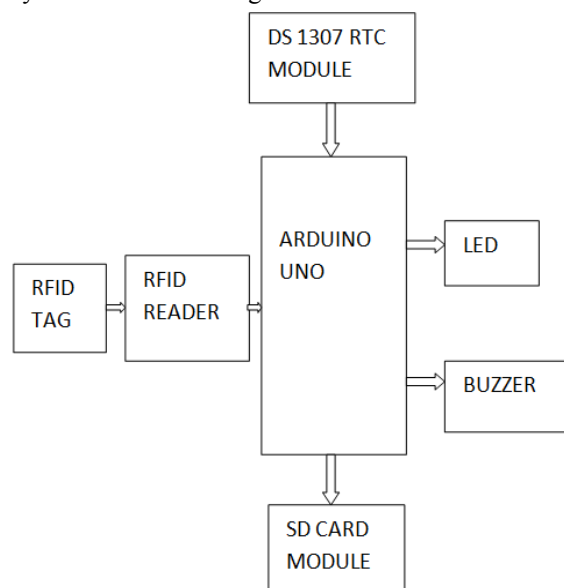 DS 1307 RTC
MODULE
ARDUINO
UNO
LED
RFID
TAG
RFID
READER
BUZZER
SD CARD
MODULE